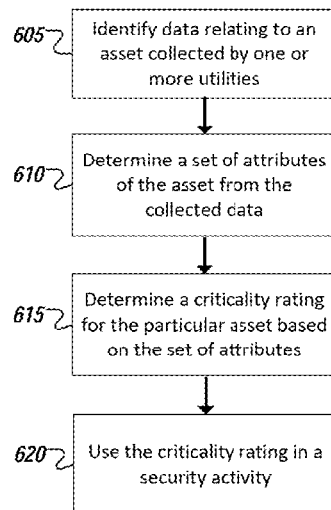 605
Identify data relating to an
asset collected by one or
more utilities
610
Determine a set of attributes
of the asset from the
collected data
615
Determine a criticality rating
for the particular asset based
on the set of attributes
620
Use the criticality rating in a
security activity